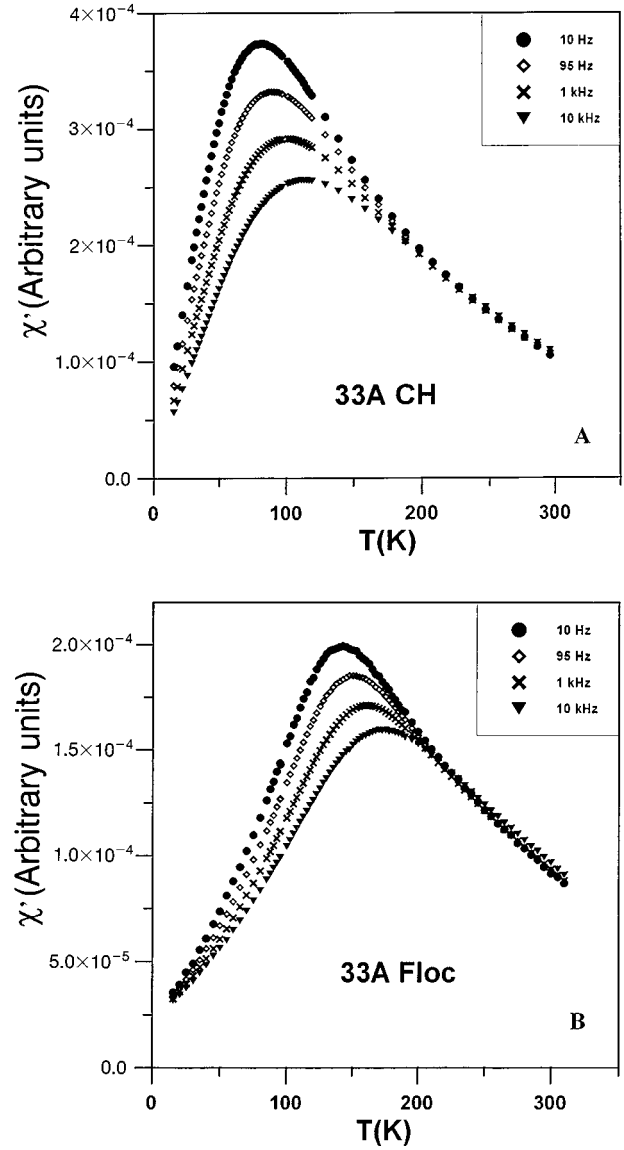 χ'(Arbitrary units)
4×10⁻⁴
3×10⁻⁴
2×10⁻⁴
1.0×10⁻⁴
0.0
10 Hz
95 Hz
1 kHz
10 kHz
33A CH
A
0 100 200 300
T(K)
χ'(Arbitrary units)
2.0×10⁻⁴
1.5×10⁻⁴
1.0×10⁻⁴
5.0×10⁻⁵
0.0
10 Hz
95 Hz
1 kHz
10 kHz
33A Floc
B
0 100 200 300
T(K)